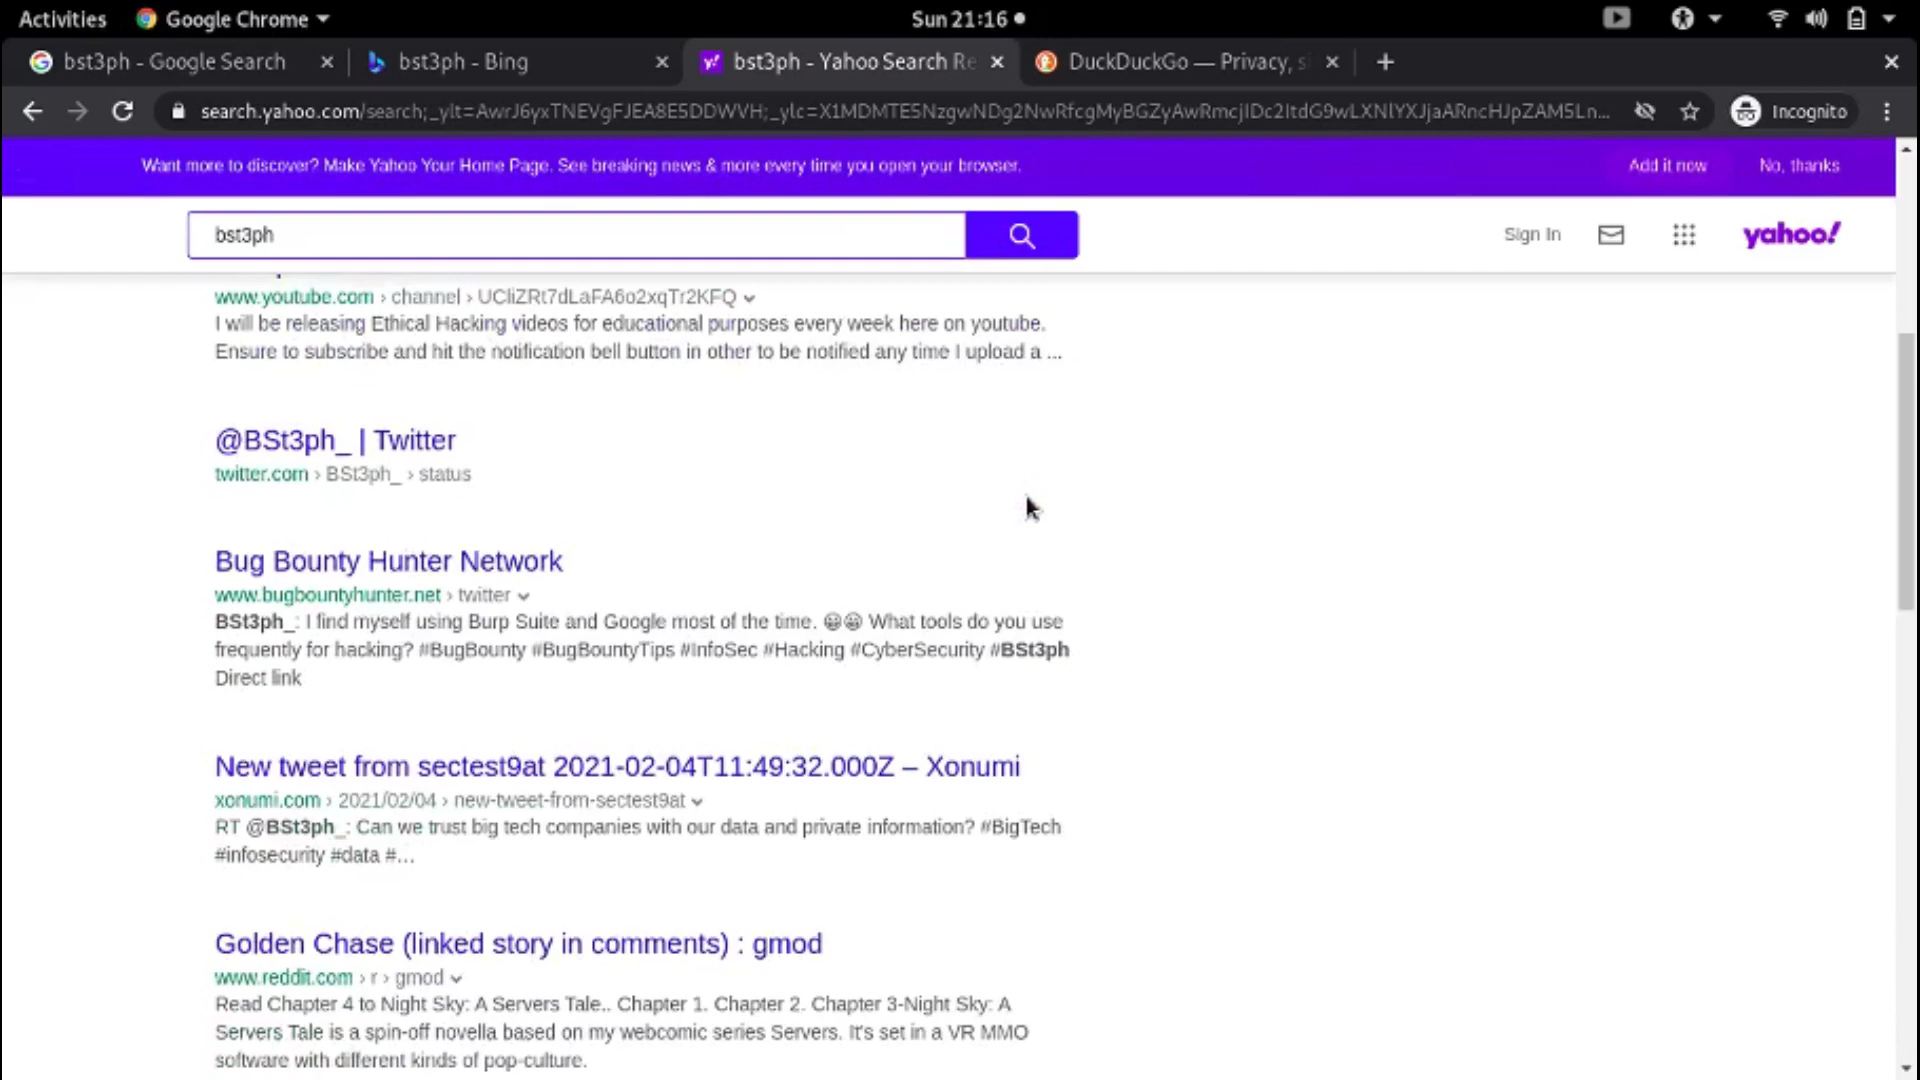 Activities Google Chrome Sun 21:16
bst3ph - Google Search bst3ph - Bing bst3ph - Yahoo Search Re DuckDuckGo — Privacy, s
search.yahoo.com/search;_ylt=AwrJ6yxTNEVgFJEA8E5DDWVH;_ylc=X1MDMTE5NzgwNDg2NwRfcgMyBGZyAwRmcjIDc2ItdG9wLXNlYXJjaARncHJpZAM5Ln... Incognito
Want more to discover? Make Yahoo Your Home Page. See breaking news & more every time you open your browser. Add it now No, thanks
bst3ph Sign In yahoo!
www.youtube.com › channel › UCliZRt7dLaFA6o2xqTr2KFQ
I will be releasing Ethical Hacking videos for educational purposes every week here on youtube.
Ensure to subscribe and hit the notification bell button in other to be notified any time I upload a ...
@BSt3ph_ | Twitter
twitter.com › BSt3ph_ › status
Bug Bounty Hunter Network
www.bugbountyhunter.net › twitter
BSt3ph_: I find myself using Burp Suite and Google most of the time. 😀😀 What tools do you use
frequently for hacking? #BugBounty #BugBountyTips #InfoSec #Hacking #CyberSecurity #BSt3ph
Direct link
New tweet from sectest9at 2021-02-04T11:49:32.000Z – Xonumi
xonumi.com › 2021/02/04 › new-tweet-from-sectest9at
RT @BSt3ph_: Can we trust big tech companies with our data and private information? #BigTech
#infosecurity #data #...
Golden Chase (linked story in comments) : gmod
www.reddit.com › r › gmod
Read Chapter 4 to Night Sky: A Servers Tale.. Chapter 1. Chapter 2. Chapter 3-Night Sky: A
Servers Tale is a spin-off novella based on my webcomic series Servers. It's set in a VR MMO
software with different kinds of pop-culture.